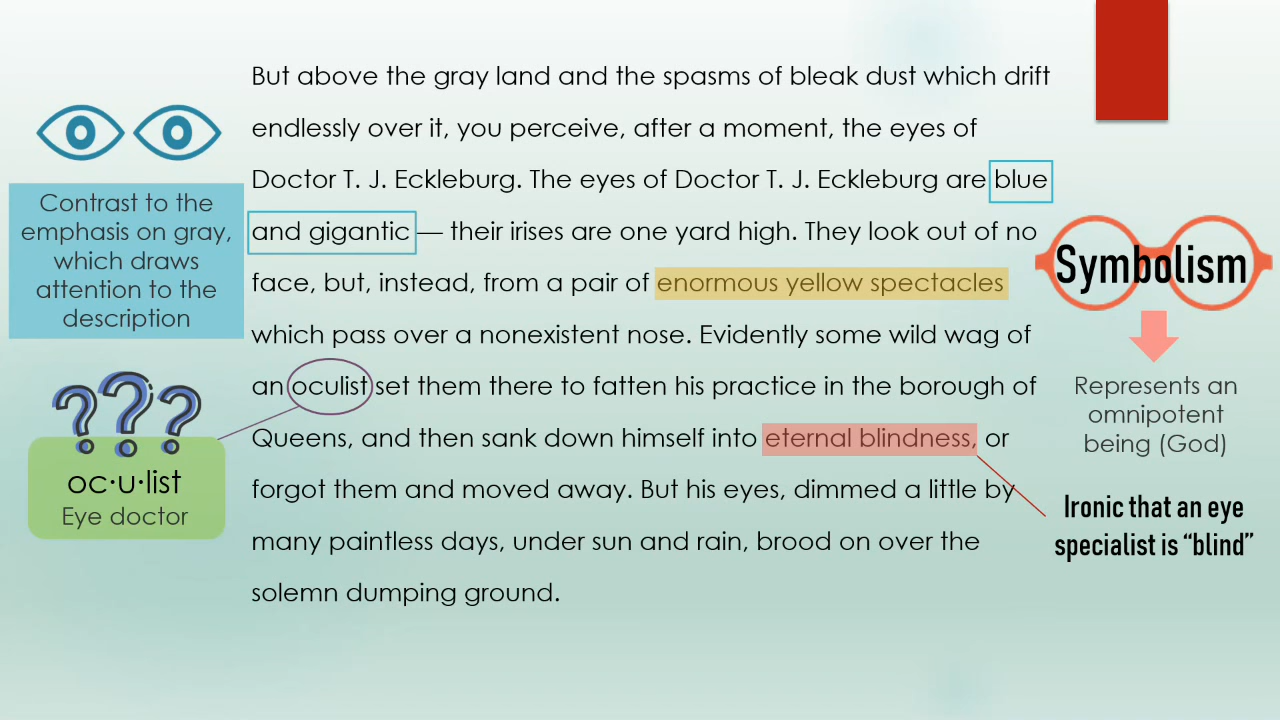 But above the gray land and the spasms of bleak dust which drift
endlessly over it, you perceive, after a moment, the eyes of
Doctor T. J. Eckleburg. The eyes of Doctor T. J. Eckleburg are blue
and gigantic — their irises are one yard high. They look out of no
face, but, instead, from a pair of enormous yellow spectacles
which pass over a nonexistent nose. Evidently some wild wag of
an oculist set them there to fatten his practice in the borough of
Queens, and then sank down himself into eternal blindness, or
forgot them and moved away. But his eyes, dimmed a little by
many paintless days, under sun and rain, brood on over the
solemn dumping ground.
Contrast to the
emphasis on gray,
which draws
attention to the
description
???
oc·u·list
Eye doctor
Symbolism
Represents an
omnipotent
being (God)
Ironic that an eye
specialist is “blind”